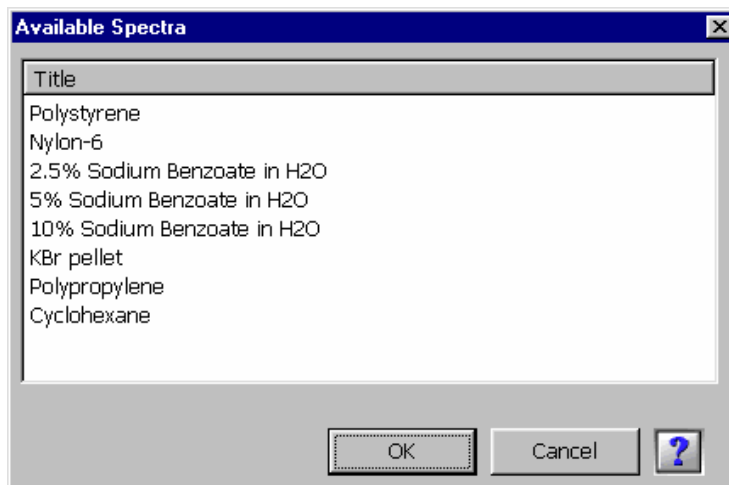 Available Spectra
Title
Polystyrene
Nylon-6
2.5% Sodium Benzoate in H2O
5% Sodium Benzoate in H2O
10% Sodium Benzoate in H2O
KBr pellet
Polypropylene
Cyclohexane
OK Cancel ?